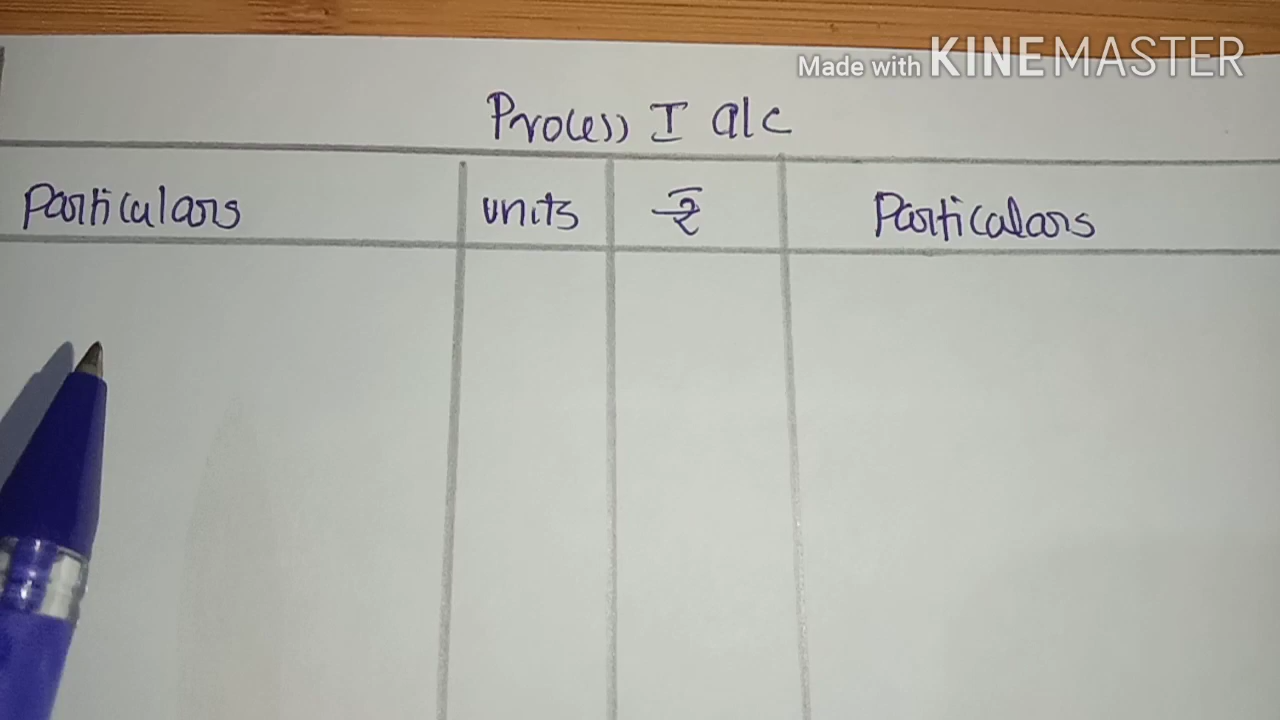 Made with KINEMASTER
Process I a/c
Particulars units ₹ Particulars